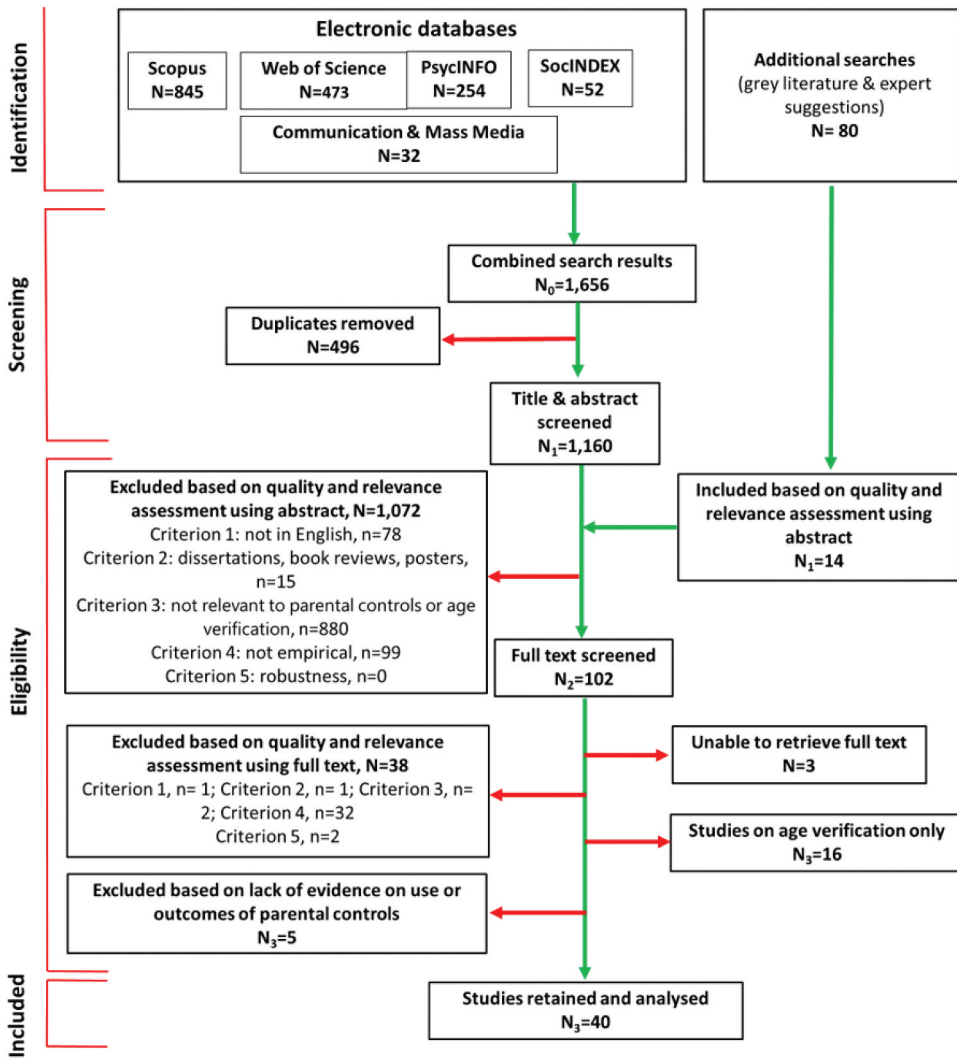 Identification
Electronic databases
Scopus
N=845
Web of Science
N=473
PsycINFO
N=254
SocINDEX
N=52
Communication & Mass Media
N=32
Additional searches
(grey literature & expert
suggestions)
N= 80
Screening
Combined search results
N₀=1,656
Duplicates removed
N=496
Title & abstract
screened
N₁=1,160
Eligibility
Excluded based on quality and relevance
assessment using abstract, N=1,072
Criterion 1: not in English, n=78
Criterion 2: dissertations, book reviews, posters,
n=15
Criterion 3: not relevant to parental controls or age
verification, n=880
Criterion 4: not empirical, n=99
Criterion 5: robustness, n=0
Included based on quality and
relevance assessment using
abstract
N₁=14
Full text screened
N₂=102
Excluded based on quality and relevance
assessment using full text, N=38
Criterion 1, n= 1; Criterion 2, n= 1; Criterion 3, n=
2; Criterion 4, n=32
Criterion 5, n=2
Unable to retrieve full text
N=3
Studies on age verification only
N₃=16
Excluded based on lack of evidence on use or
outcomes of parental controls
N₃=5
Included
Studies retained and analysed
N₃=40